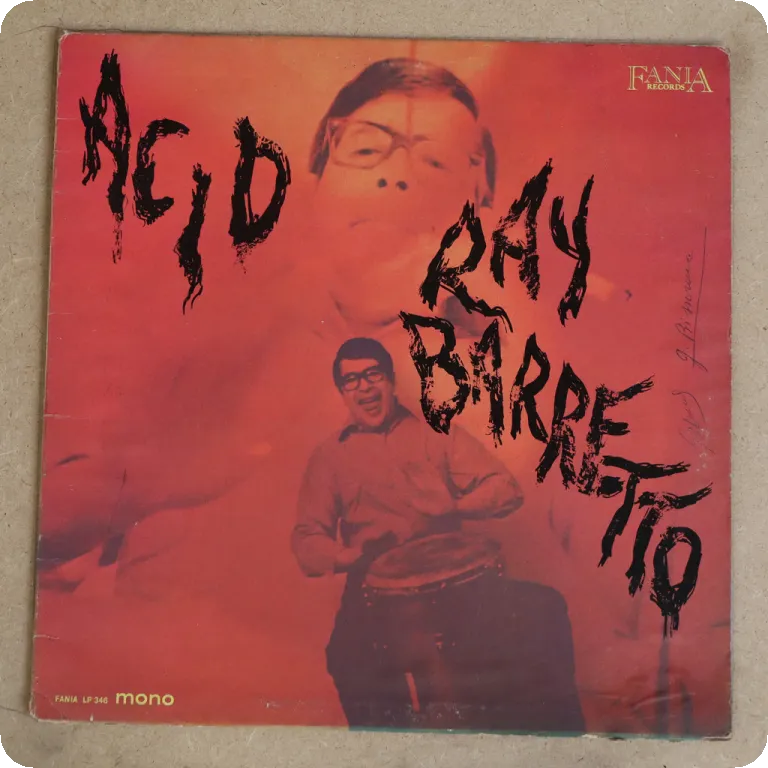 ACID
FANIA
RECORDS
RAY
BARRETTO
FANIA LP 346 mono